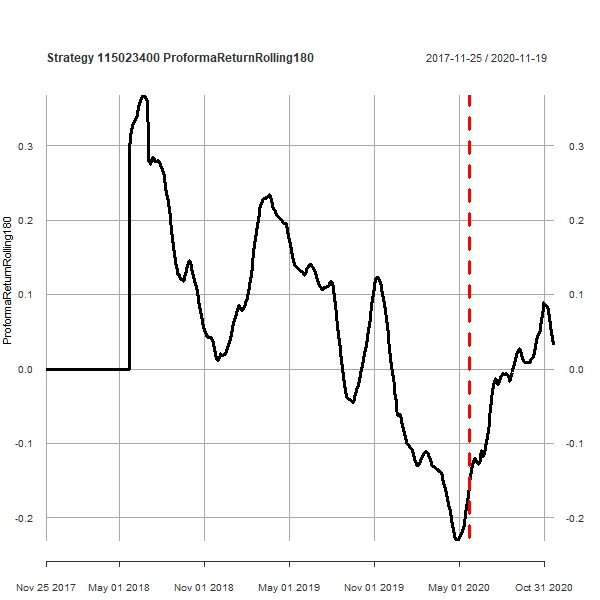 Strategy 115023400 ProformaReturnRolling180
2017-11-25 / 2020-11-19
ProformaReturnRolling180
0.3
0.2
0.1
0.0
-0.1
-0.2
0.3
0.2
0.1
0.0
-0.1
-0.2
Nov 25 2017
May 01 2018
Nov 01 2018
May 01 2019
Nov 01 2019
May 01 2020
Oct 31 2020